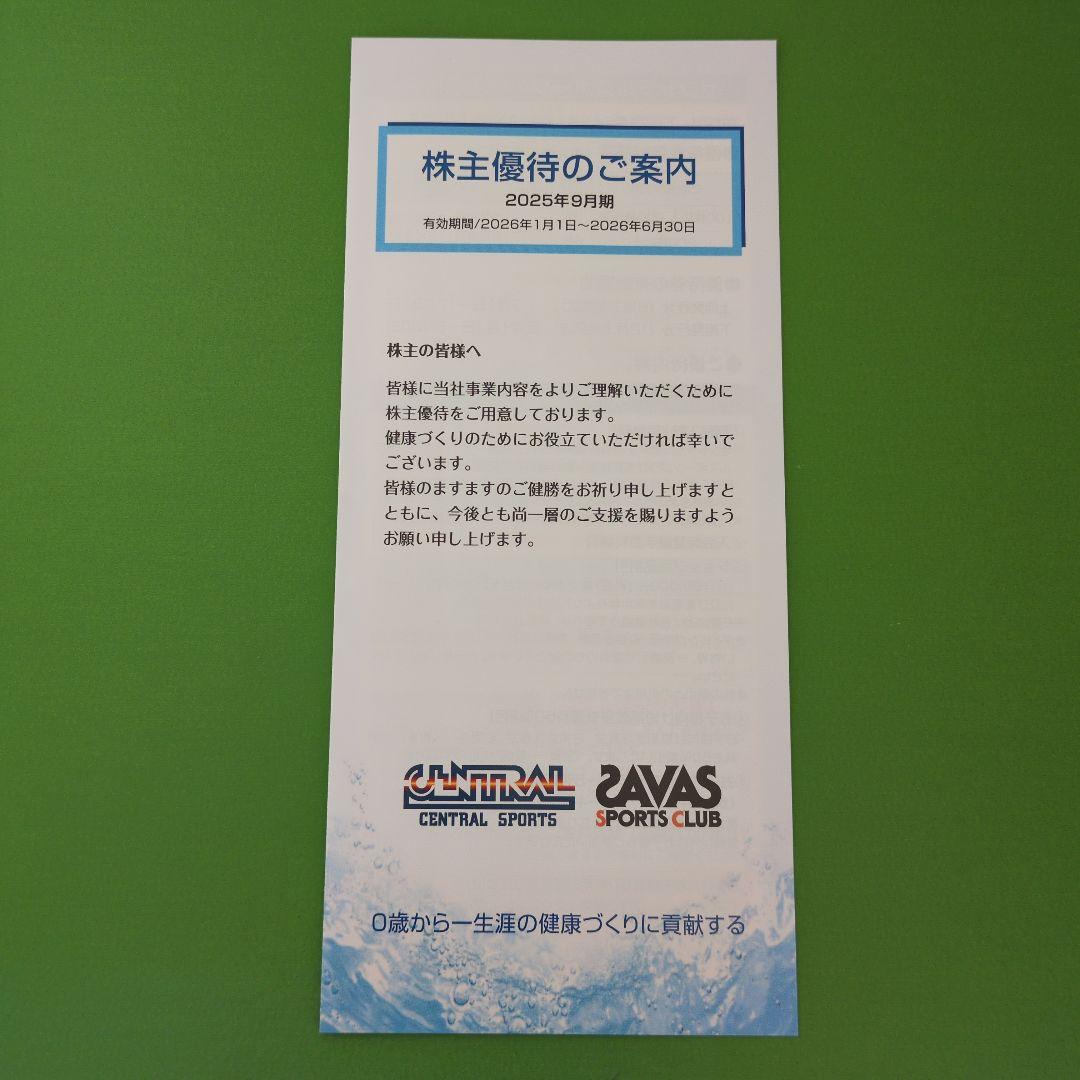 株主優待のご案内
2025年9月期
有効期間/2026年1月1日～2026年6月30日
株主の皆様へ
皆様に当社事業内容をよりご理解いただくために
株主優待をご用意しております。
健康づくりのためにお役立ていただければ幸いで
ございます。
皆様のますますのご健勝をお祈り申し上げますと
ともに、今後とも尚一層のご支援を賜りますよう
お願い申し上げます。
CENTRAL
CENTRAL SPORTS
SAVAS
SPORTS CLUB
0歳から一生涯の健康づくりに貢献する